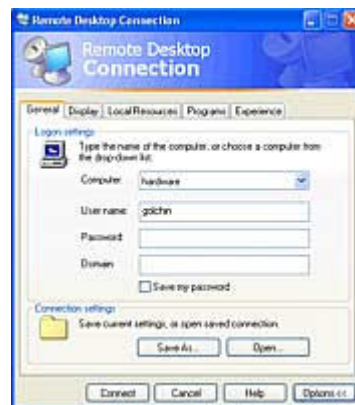 Remote Desktop Connection
Remote Desktop
Connection
General Display Local Resources Programs Experience
Logon settings
Type the name of the computer, or choose a computer from
the drop-down list.
Computer: hardware
User name: golchin
Password:
Domain:
Save my password
Connection settings
Save current settings, or open saved connection.
Save As... Open...
Connect Cancel Help Options <<